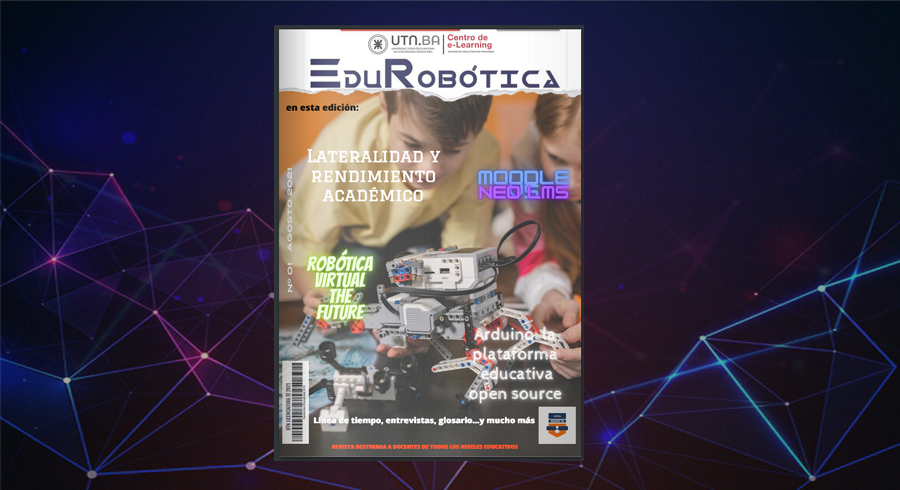 UTN.BA
Centro de
e-Learning
EDUROBÓTICA
en esta edición:
LATERALIDAD Y
RENDIMIENTO
ACADÉMICO
MOODLE
NEO LMS
Nº 01 AGOSTO 2021
ROBÓTICA
VIRTUAL
THE
FUTURE
Arduino, la
plataforma
educativa
open source
Línea de tiempo, entrevistas, glosario...y mucho más
REVISTA DESTINADA A DOCENTES DE TODOS LOS NIVELES EDUCATIVOS